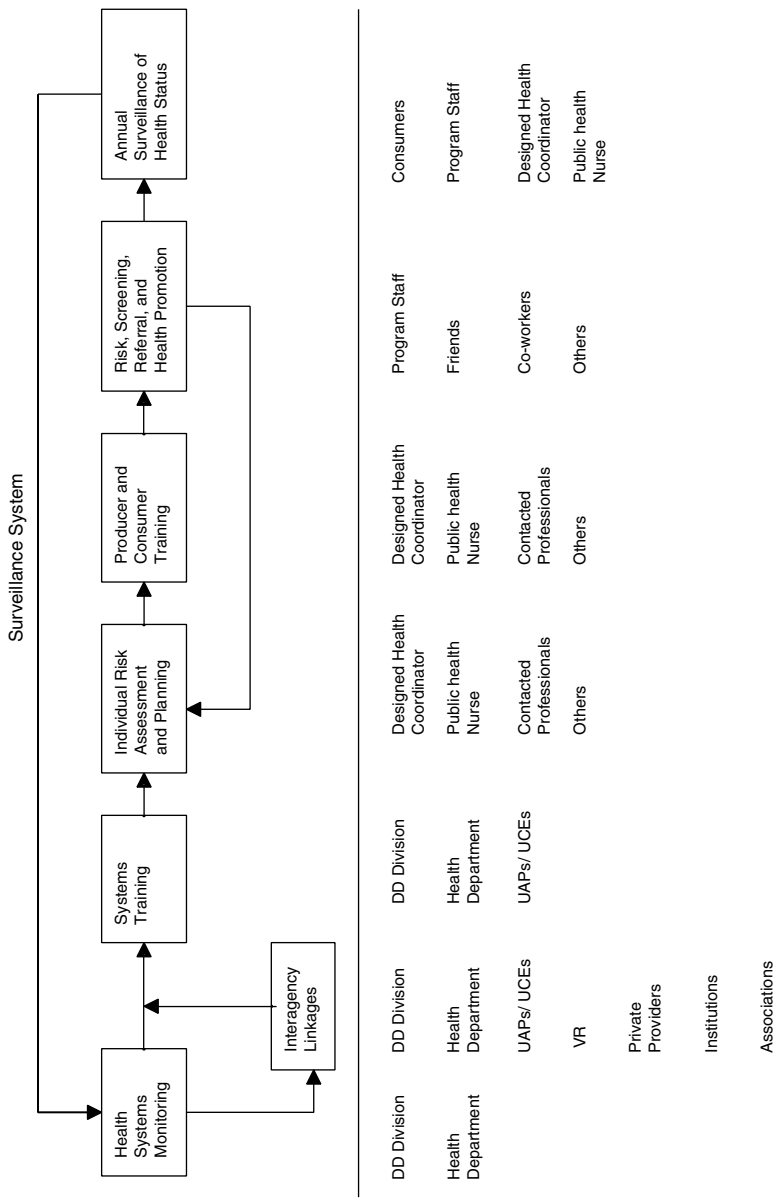 Surveillance System
Health
Systems
Monitoring
Interagency
Linkages
Systems
Training
Individual Risk
Assessment
and Planning
Producer and
Consumer
Training
Risk, Screening,
Referral, and
Health Promotion
Annual
Surveillance of
Health Status
DD Division
Health
Department
DD Division
Health
Department
UAPs/ UCEs
VR
Private
Providers
Institutions
Associations
DD Division
Health
Department
UAPs/ UCEs
Designed Health
Coordinator
Public health
Nurse
Contacted
Professionals
Others
Designed Health
Coordinator
Public health
Nurse
Contacted
Professionals
Others
Program Staff
Friends
Co-workers
Others
Consumers
Program Staff
Designed Health
Coordinator
Public health
Nurse